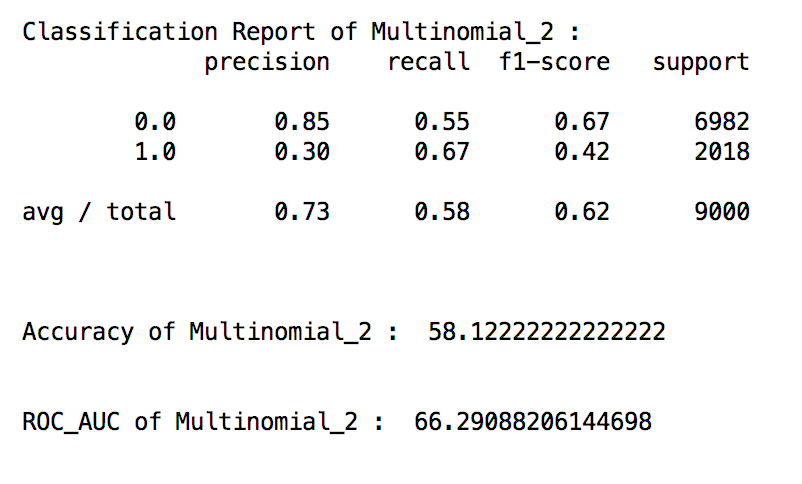 Classification Report of Multinomial_2 :
precision recall f1-score support
0.0 0.85 0.55 0.67 6982
1.0 0.30 0.67 0.42 2018
avg / total 0.73 0.58 0.62 9000
Accuracy of Multinomial_2 : 58.12222222222222
ROC_AUC of Multinomial_2 : 66.29088206144698